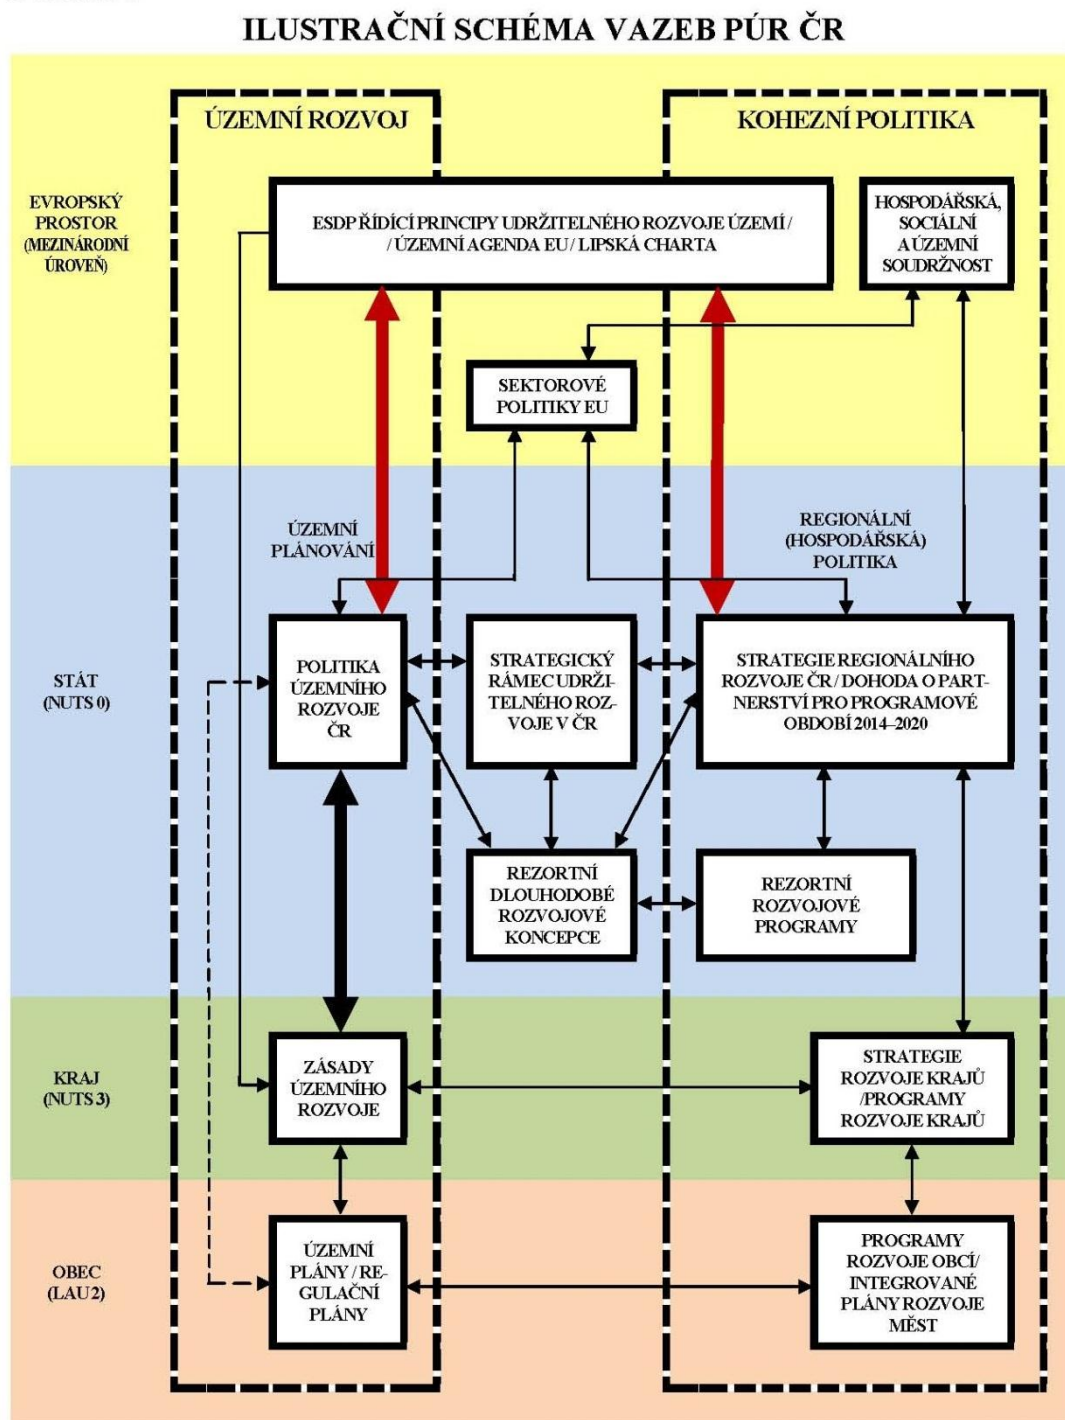 ILUSTRAČNÍ SCHÉMA VAZEB PÚR ČR
ÚZEMNÍ ROZVOJ
KOHEZNÍ POLITIKA
EVROPSKÝ
PROSTOR
(MEZINÁRODNÍ
ÚROVEŇ)
ESDP ŘÍDÍCÍ PRINCIPY UDRŽITELNÉHO ROZVOJE ÚZEMÍ /
/ ÚZEMNÍ AGENDA EU / LIPSKÁ CHARTA
HOSPODÁŘSKÁ,
SOCIÁLNÍ
A ÚZEMNÍ
SOUDRŽNOST
SEKTOROVÉ
POLITIKY EU
ÚZEMNÍ
PLÁNOVÁNÍ
REGIONÁLNÍ
(HOSPODÁŘSKÁ)
POLITIKA
STÁT
(NUTS 0)
POLITIKA
ÚZEMNÍHO
ROZVOJE
ČR
STRATEGICKÝ
RÁMEC UDRŽI-
TELNÉHO ROZ-
VOJE V ČR
STRATEGIE REGIONÁLNÍHO
ROZVOJE ČR / DOHODA O PART-
NERSTVÍ PRO PROGRAMOVÉ
OBDOBÍ 2014–2020
REZORTNÍ
DLOUHODOBÉ
ROZVOJOVÉ
KONCEPCE
REZORTNÍ
ROZVOJOVÉ
PROGRAMY
KRAJ
(NUTS 3)
ZÁSADY
ÚZEMNÍHO
ROZVOJE
STRATEGIE
ROZVOJE KRAJŮ
/PROGRAMY
ROZVOJE KRAJŮ
OBEC
(LAU 2)
ÚZEMNÍ
PLÁNY / RE-
GULAČNÍ
PLÁNY
PROGRAMY
ROZVOJE OBCÍ/
INTEGROVANÉ
PLÁNY ROZVOJE
MĚST